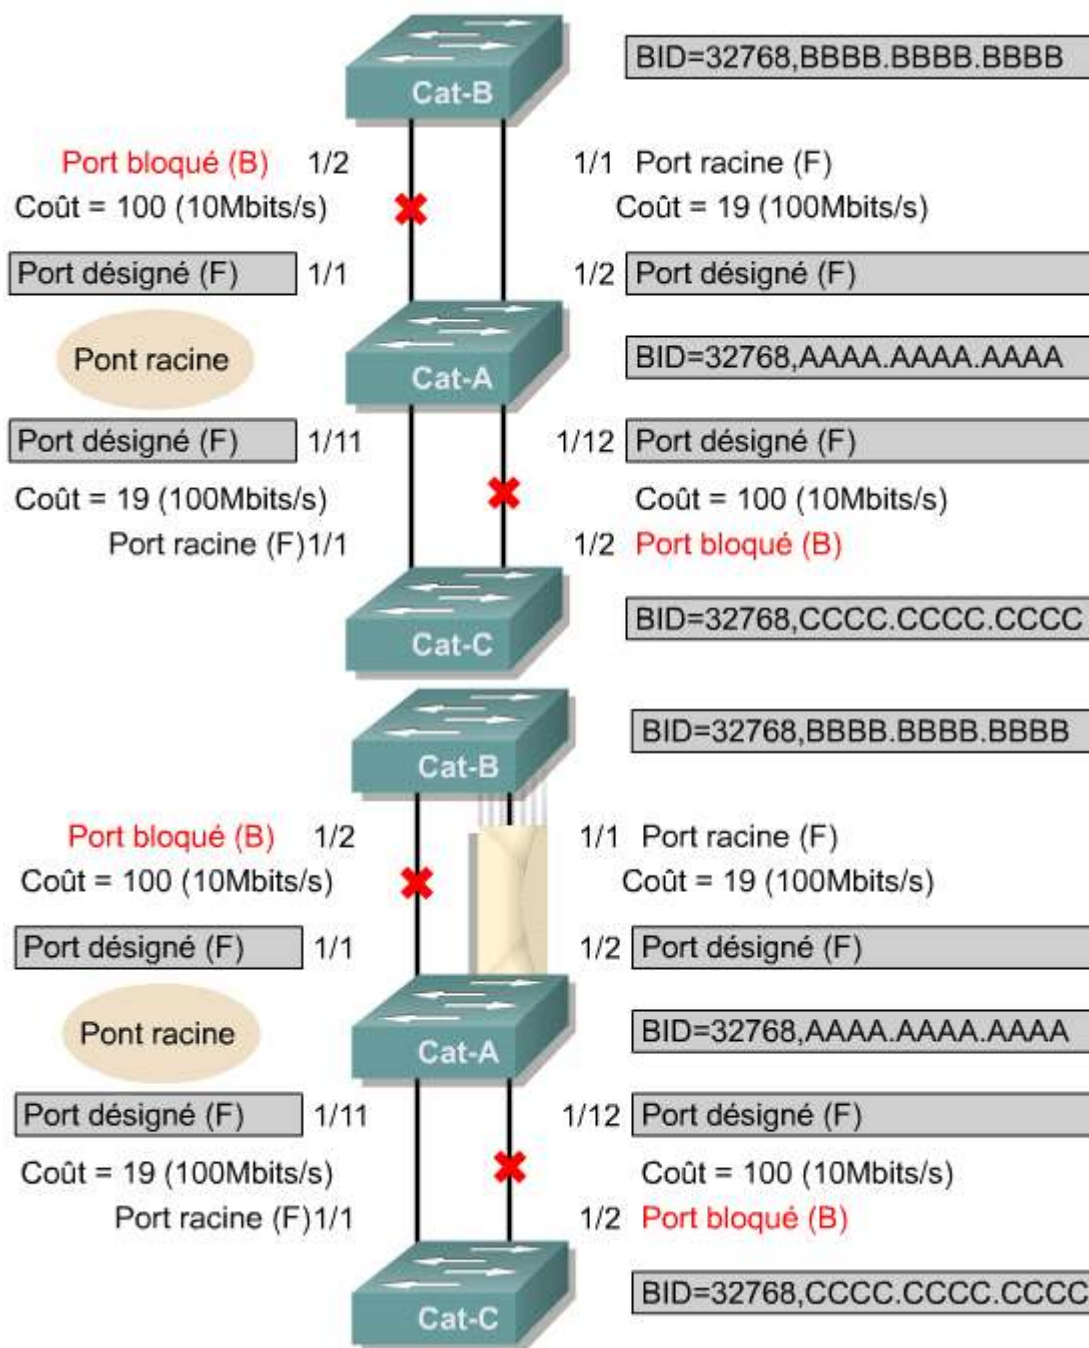 BID=32768,BBBB.BBBB.BBBB
Cat-B
Port bloqué (B) 1/2 1/1 Port racine (F)
Coût = 100 (10Mbits/s) Coût = 19 (100Mbits/s)
Port désigné (F) 1/1 1/2 Port désigné (F)
Pont racine Cat-A BID=32768,AAAA.AAAA.AAAA
Port désigné (F) 1/11 1/12 Port désigné (F)
Coût = 19 (100Mbits/s) Coût = 100 (10Mbits/s)
Port racine (F)1/1 1/2 Port bloqué (B)
Cat-C BID=32768,CCCC.CCCC.CCCC
BID=32768,BBBB.BBBB.BBBB
Cat-B
Port bloqué (B) 1/2 1/1 Port racine (F)
Coût = 100 (10Mbits/s) Coût = 19 (100Mbits/s)
Port désigné (F) 1/1 1/2 Port désigné (F)
Pont racine Cat-A BID=32768,AAAA.AAAA.AAAA
Port désigné (F) 1/11 1/12 Port désigné (F)
Coût = 19 (100Mbits/s) Coût = 100 (10Mbits/s)
Port racine (F)1/1 1/2 Port bloqué (B)
Cat-C BID=32768,CCCC.CCCC.CCCC